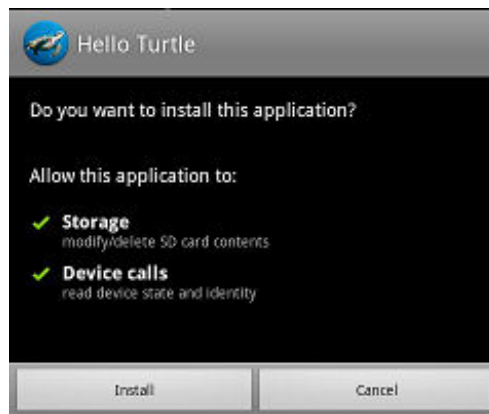 Hello Turtle
Do you want to install this application?
Allow this application to:
Storage
modify/delete SD card contents
Device calls
read device state and identity
Install
Cancel